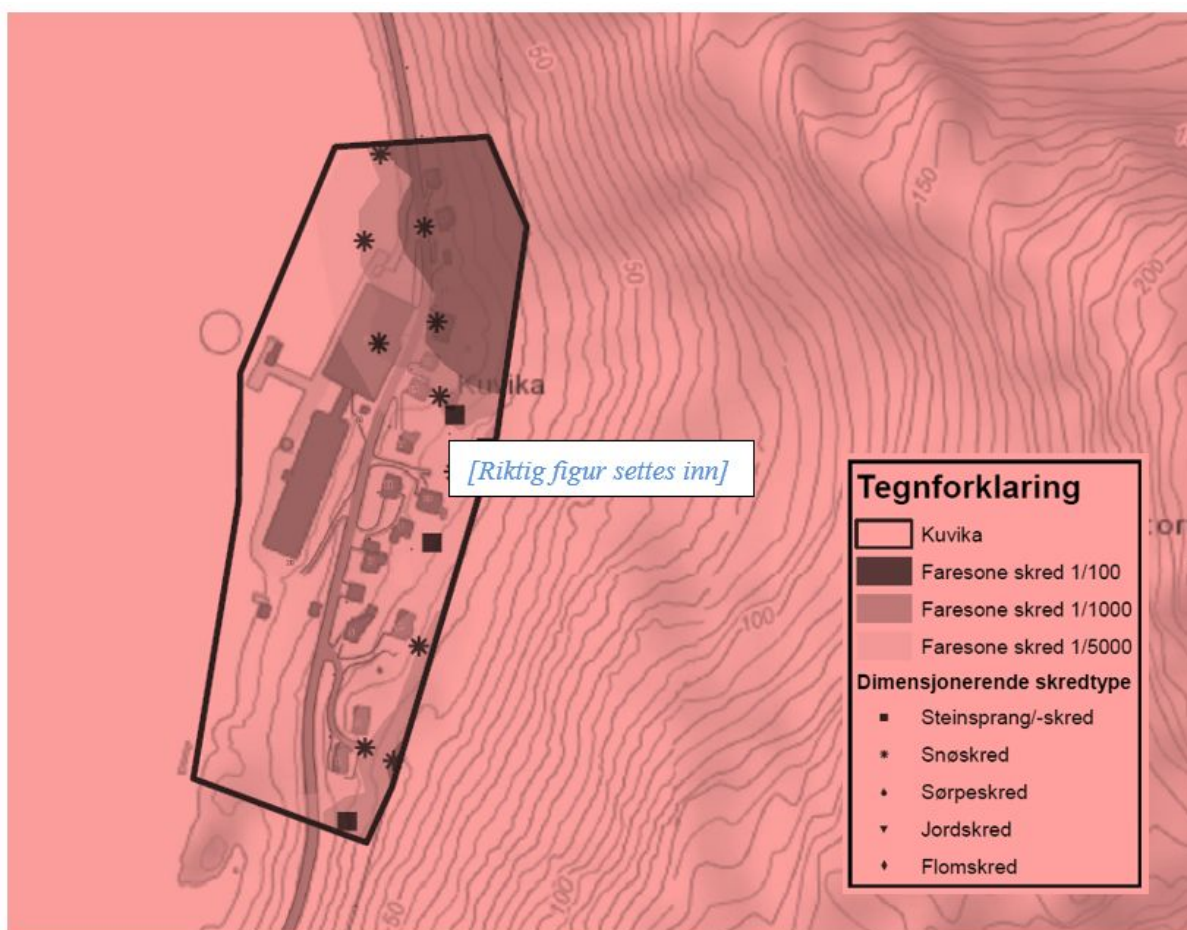 50
150
50
200
Kuvika
[Riktig figur settes inn]
Tegnforklaring
Kuvika
Faresone skred 1/100
Faresone skred 1/1000
Faresone skred 1/5000
Dimensjonerende skredtype
Steinsprang/-skred
Snøskred
Sørpeskred
Jordskred
Flomskred
100
100
50